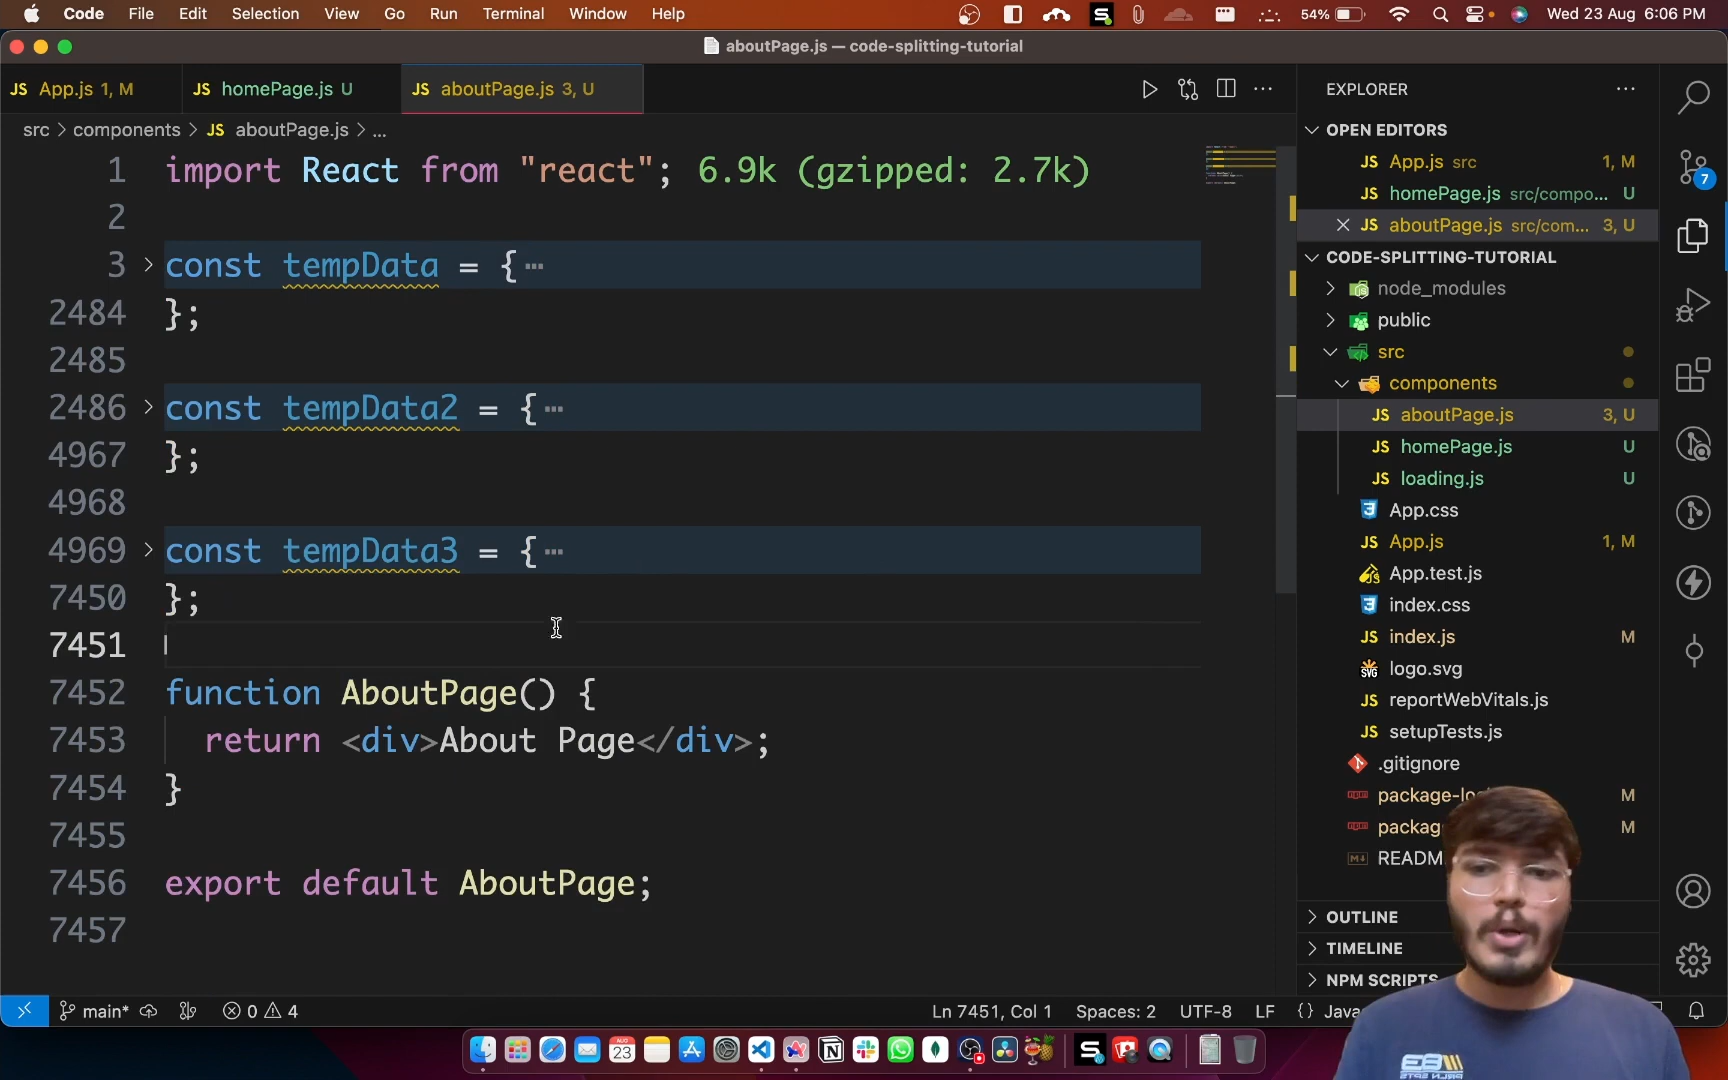 Code File Edit Selection View Go Run Terminal Window Help
54% Wed 23 Aug 6:06 PM
aboutPage.js — code-splitting-tutorial
JS App.js 1, M JS homePage.js U JS aboutPage.js 3, U
src > components > JS aboutPage.js > ...
1 import React from "react"; 6.9k (gzipped: 2.7k)
2
3 > const tempData = { ···
2484 };
2485
2486 > const tempData2 = { ···
4967 };
4968
4969 > const tempData3 = { ···
7450 };
7451
7452 function AboutPage() {
7453 return <div>About Page</div>;
7454 }
7455
7456 export default AboutPage;
7457
EXPLORER
OPEN EDITORS
JS App.js src 1, M
JS homePage.js src/compo... U
JS aboutPage.js src/com... 3, U
CODE-SPLITTING-TUTORIAL
node_modules
public
src
components
JS aboutPage.js 3, U
JS homePage.js U
JS loading.js U
App.css
JS App.js 1, M
App.test.js
index.css
JS index.js M
SVG logo.svg
JS reportWebVitals.js
JS setupTests.js
.gitignore
M
M
OUTLINE
TIMELINE
NPM SCRIPTS
7
main* 0 4
Ln 7451, Col 1 Spaces: 2 UTF-8 LF {}
AUG
23